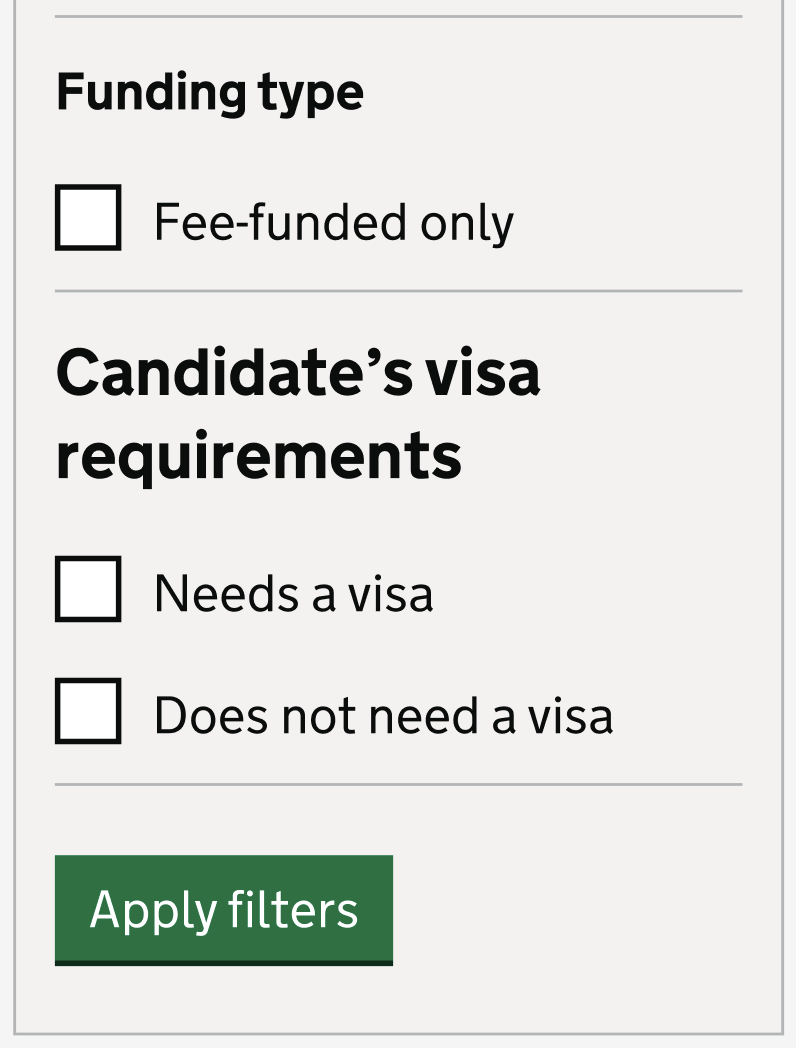 Funding type
Fee-funded only
Candidate’s visa
requirements
Needs a visa
Does not need a visa
Apply filters